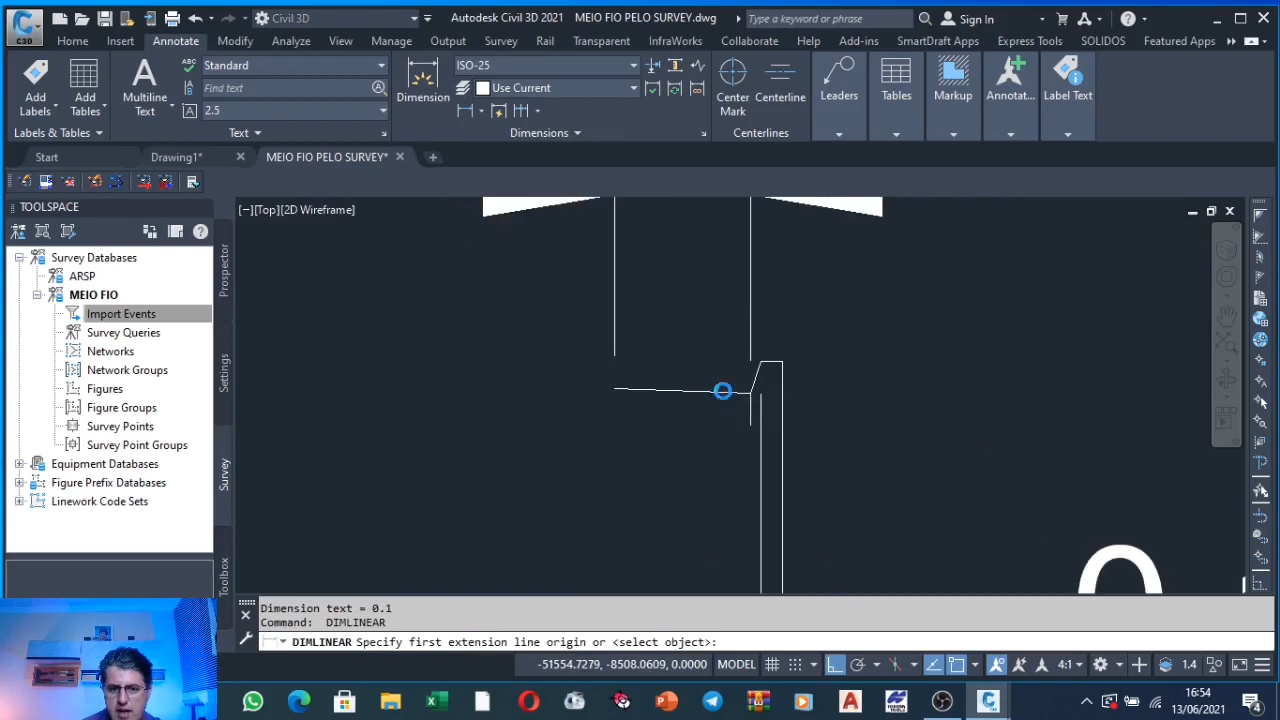 C3D
Civil 3D
Autodesk Civil 3D 2021
MEIO FIO PELO SURVEY.dwg
Type a keyword or phrase
Sign In
Home
Insert
Annotate
Modify
Analyze
View
Manage
Output
Survey
Rail
Transparent
InfraWorks
Collaborate
Help
Add-ins
SmartDraft Apps
Express Tools
SOLIDOS
Featured Apps
Add Labels
Add Tables
Labels & Tables
Multiline Text
ABC
Standard
Find text
2.5
Text
Dimension
ISO-25
Use Current
Dimensions
Center Mark
Centerline
Centerlines
Leaders
Tables
Markup
Annotat...
Label Text
Start
Drawing1*
MEIO FIO PELO SURVEY*
TOOLSPACE
Survey Databases
ARSP
MEIO FIO
Import Events
Survey Queries
Networks
Network Groups
Figures
Figure Groups
Survey Points
Survey Point Groups
Equipment Databases
Figure Prefix Databases
Linework Code Sets
Prospector
Settings
Survey
Toolbox
[−][Top][2D Wireframe]
Dimension text = 0.1
Command: DIMLINEAR
DIMLINEAR Specify first extension line origin or <select object>:
-51554.7279, -8508.0609, 0.0000
MODEL
4:1
1.4
16:54
13/06/2021
4